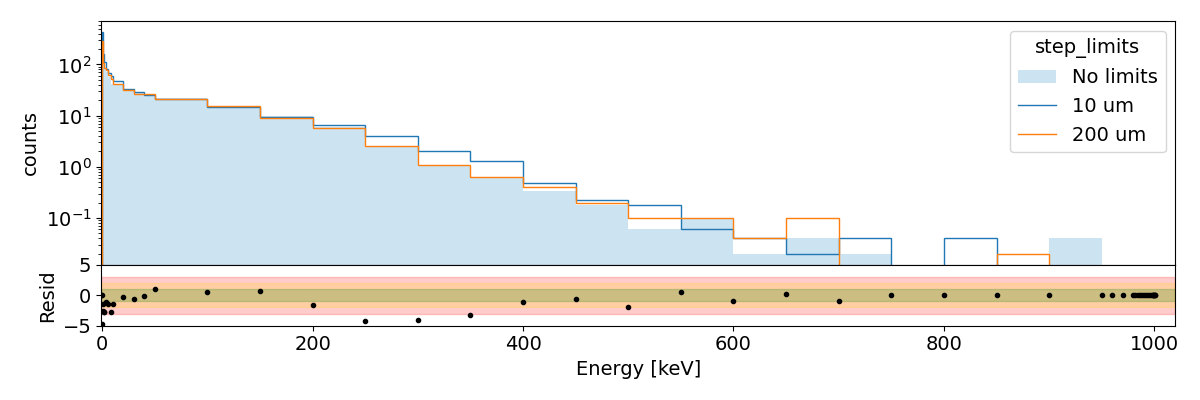 step_limits
No limits
10 um
200 um
counts
10²
10¹
10⁰
10⁻¹
Resid
5
0
−5
0
200
400
600
800
1000
Energy [keV]